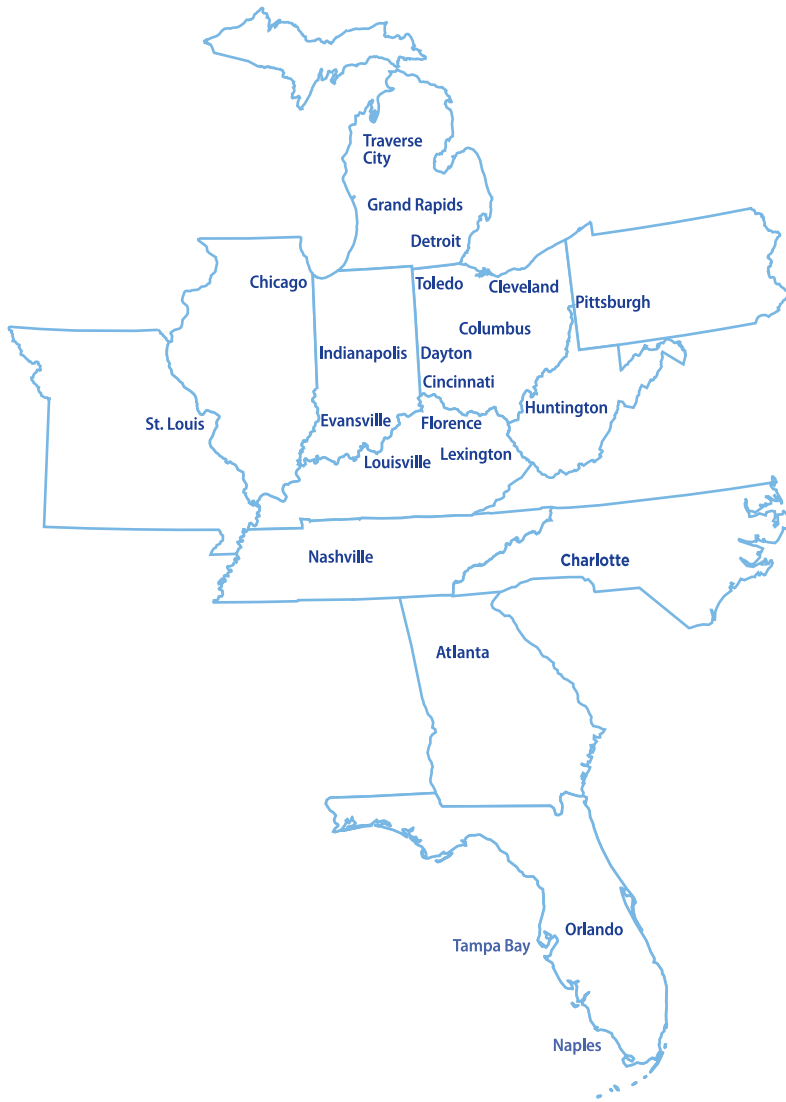 Traverse
City
Grand Rapids
Detroit
Chicago
Toledo
Cleveland
Pittsburgh
Columbus
Indianapolis
Dayton
Cincinnati
Huntington
St. Louis
Evansville
Florence
Louisville
Lexington
Nashville
Charlotte
Atlanta
Orlando
Tampa Bay
Naples